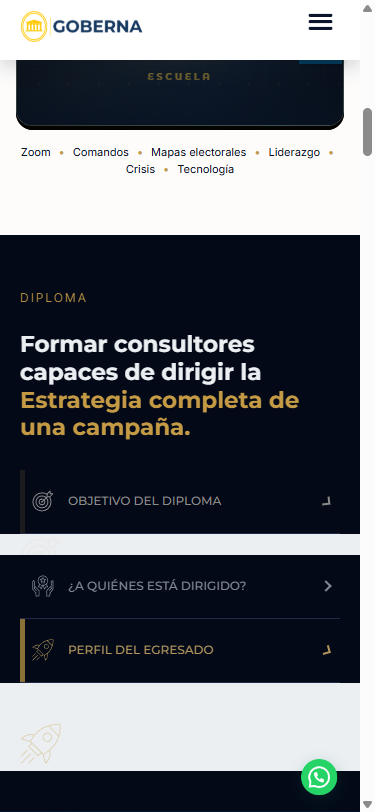 GOBERNA
ESCUELA
Zoom • Comandos • Mapas electorales • Liderazgo •
Crisis • Tecnología
DIPLOMA
Formar consultores
capaces de dirigir la
Estrategia completa de
una campaña.
OBJETIVO DEL DIPLOMA
¿A QUIÉNES ESTÁ DIRIGIDO?
PERFIL DEL EGRESADO